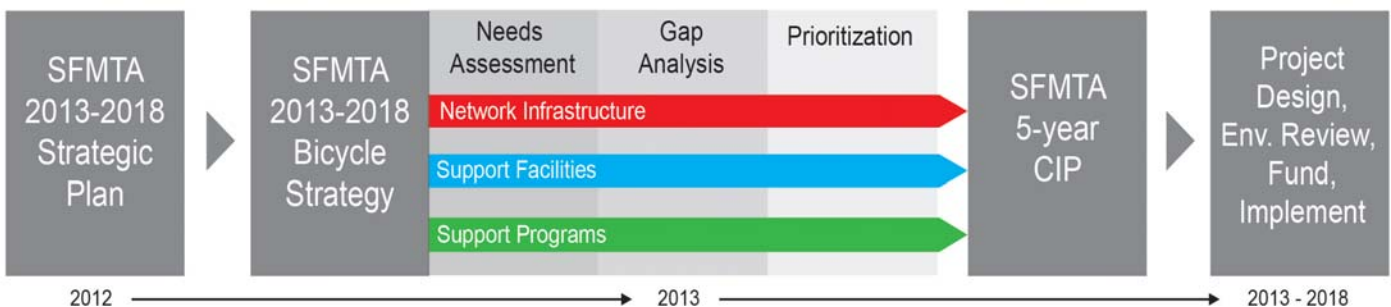 SFMTA
2013-2018
Strategic
Plan
SFMTA
2013-2018
Bicycle
Strategy
Needs
Assessment
Gap
Analysis
Prioritization
Network Infrastructure
Support Facilities
Support Programs
SFMTA
5-year
CIP
Project
Design,
Env. Review,
Fund,
Implement
2012
2013
2013 - 2018